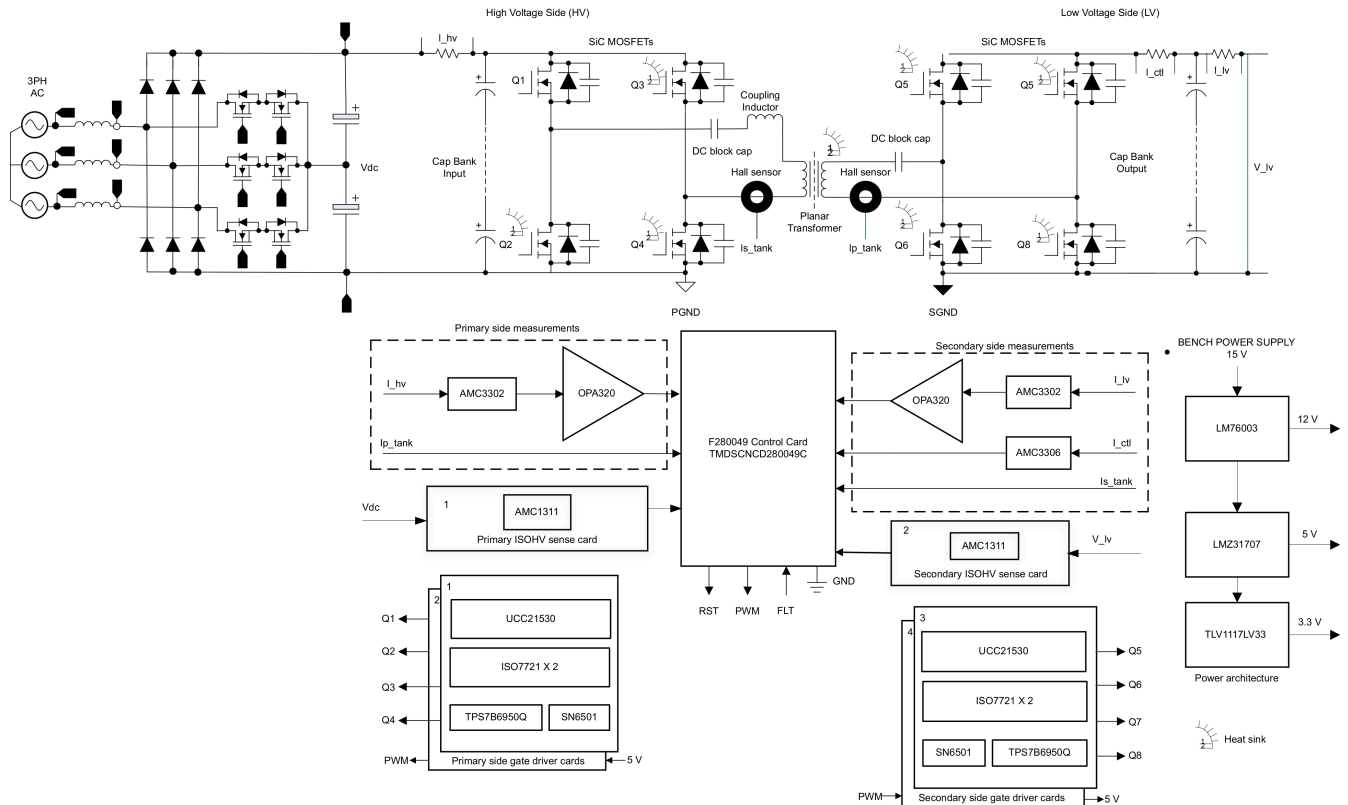 High Voltage Side (HV)
Low Voltage Side (LV)
I_hv
SiC MOSFETs
SiC MOSFETs
I_ctl
I_lv
3PH
AC
Q1
Q3
Q5
Q5
Coupling
Inductor
DC block cap
DC block cap
Vdc
Cap Bank
Input
Cap Bank
Output
V_lv
Hall sensor
Hall sensor
Planar
Transformer
Is_tank
Ip_tank
Q2
Q4
Q6
Q8
PGND
SGND
Primary side measurements
I_hv
AMC3302
OPA320
Ip_tank
Vdc
1
AMC1311
Primary ISOHV sense card
F280049 Control Card
TMDSCNCD280049C
RST
PWM
FLT
GND
Secondary side measurements
OPA320
AMC3302
I_lv
AMC3306
I_ctl
Is_tank
2
AMC1311
V_lv
Secondary ISOHV sense card
BENCH POWER SUPPLY
15 V
LM76003
12 V
LMZ31707
5 V
TLV1117LV33
3.3 V
Power architecture
1
2
UCC21530
ISO7721 X 2
TPS7B6950Q
SN6501
Q1
Q2
Q3
Q4
PWM
Primary side gate driver cards
5 V
3
4
UCC21530
ISO7721 X 2
SN6501
TPS7B6950Q
Q5
Q6
Q7
Q8
PWM
Secondary side gate driver cards
5 V
Heat sink